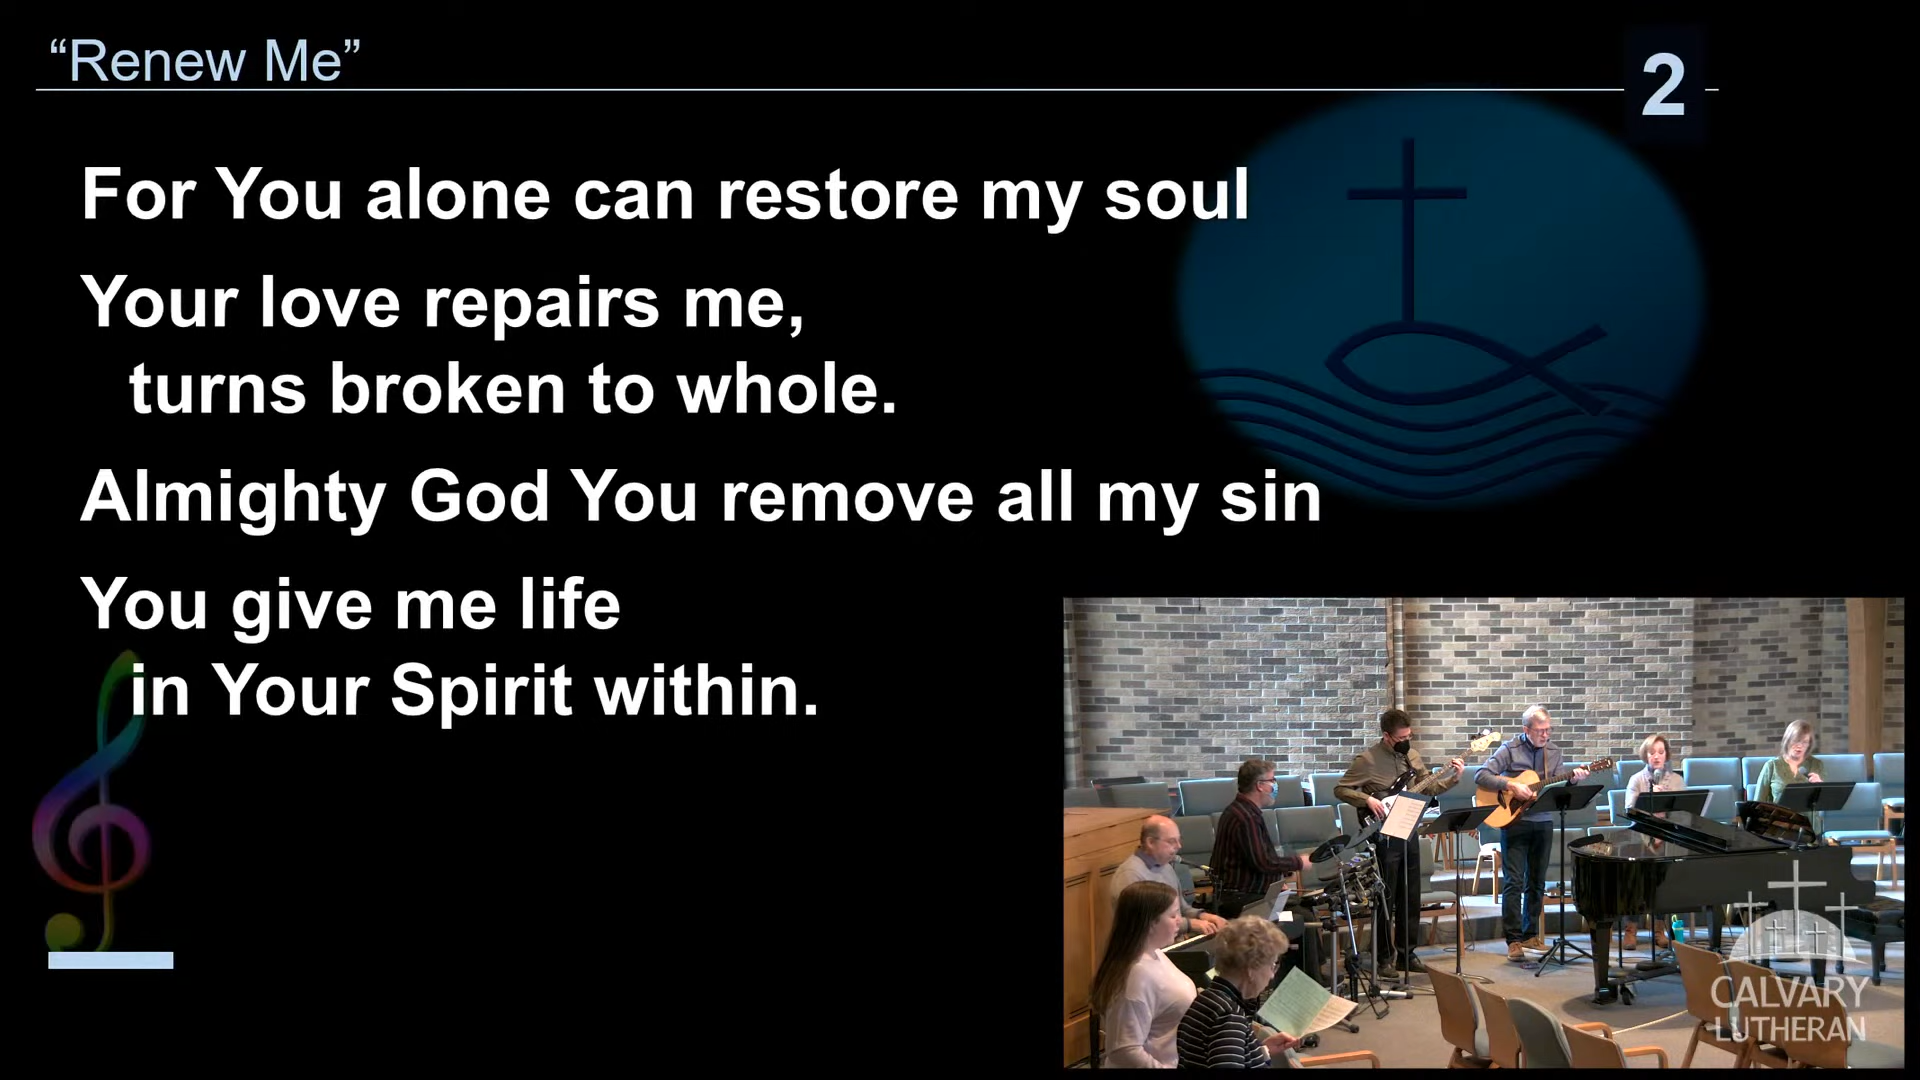 “Renew Me”
2
For You alone can restore my soul
Your love repairs me,
turns broken to whole.
Almighty God You remove all my sin
You give me life
in Your Spirit within.
CALVARY
LUTHERAN